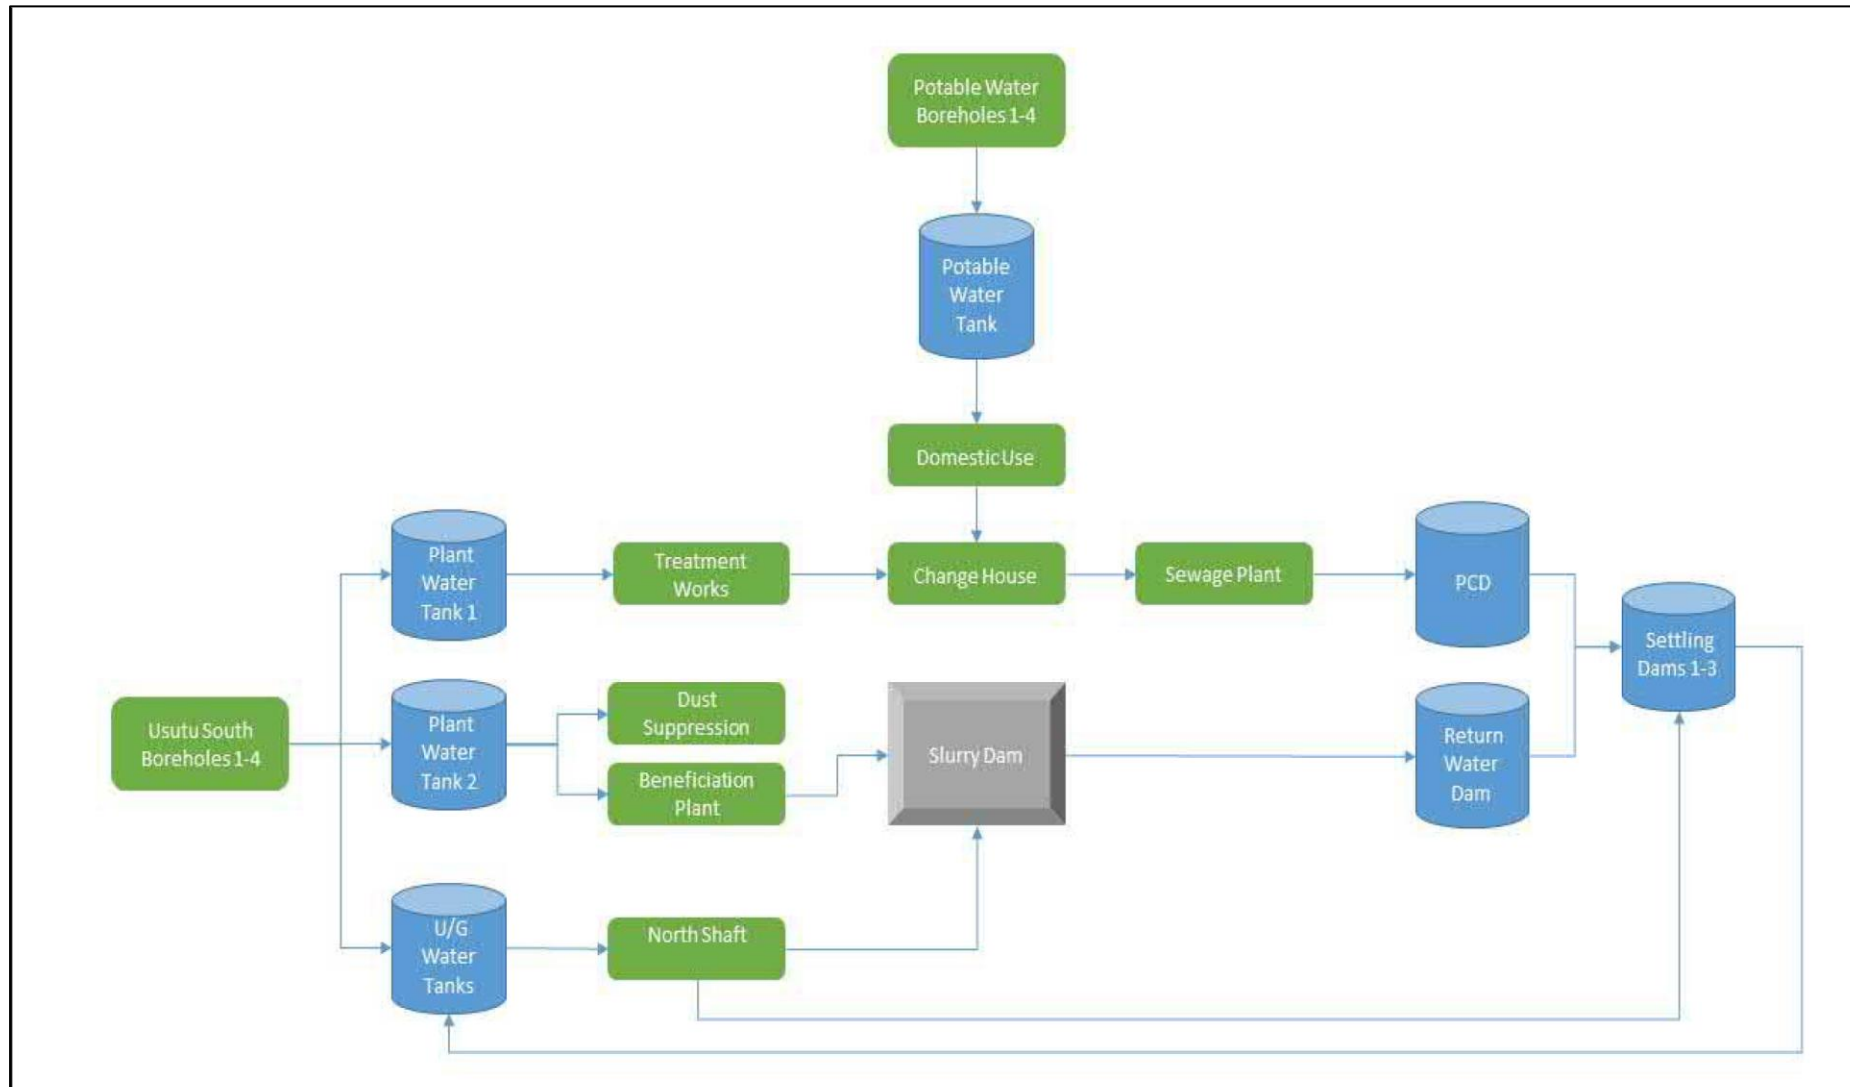 Potable Water
Boreholes 1-4
Potable
Water
Tank
Domestic Use
Plant
Water
Tank 1
Treatment
Works
Change House
Sewage Plant
PCD
Settling
Dams 1-3
Usutu South
Boreholes 1-4
Plant
Water
Tank 2
Dust
Suppression
Beneficiation
Plant
Slurry Dam
Return
Water
Dam
U/G
Water
Tanks
North Shaft